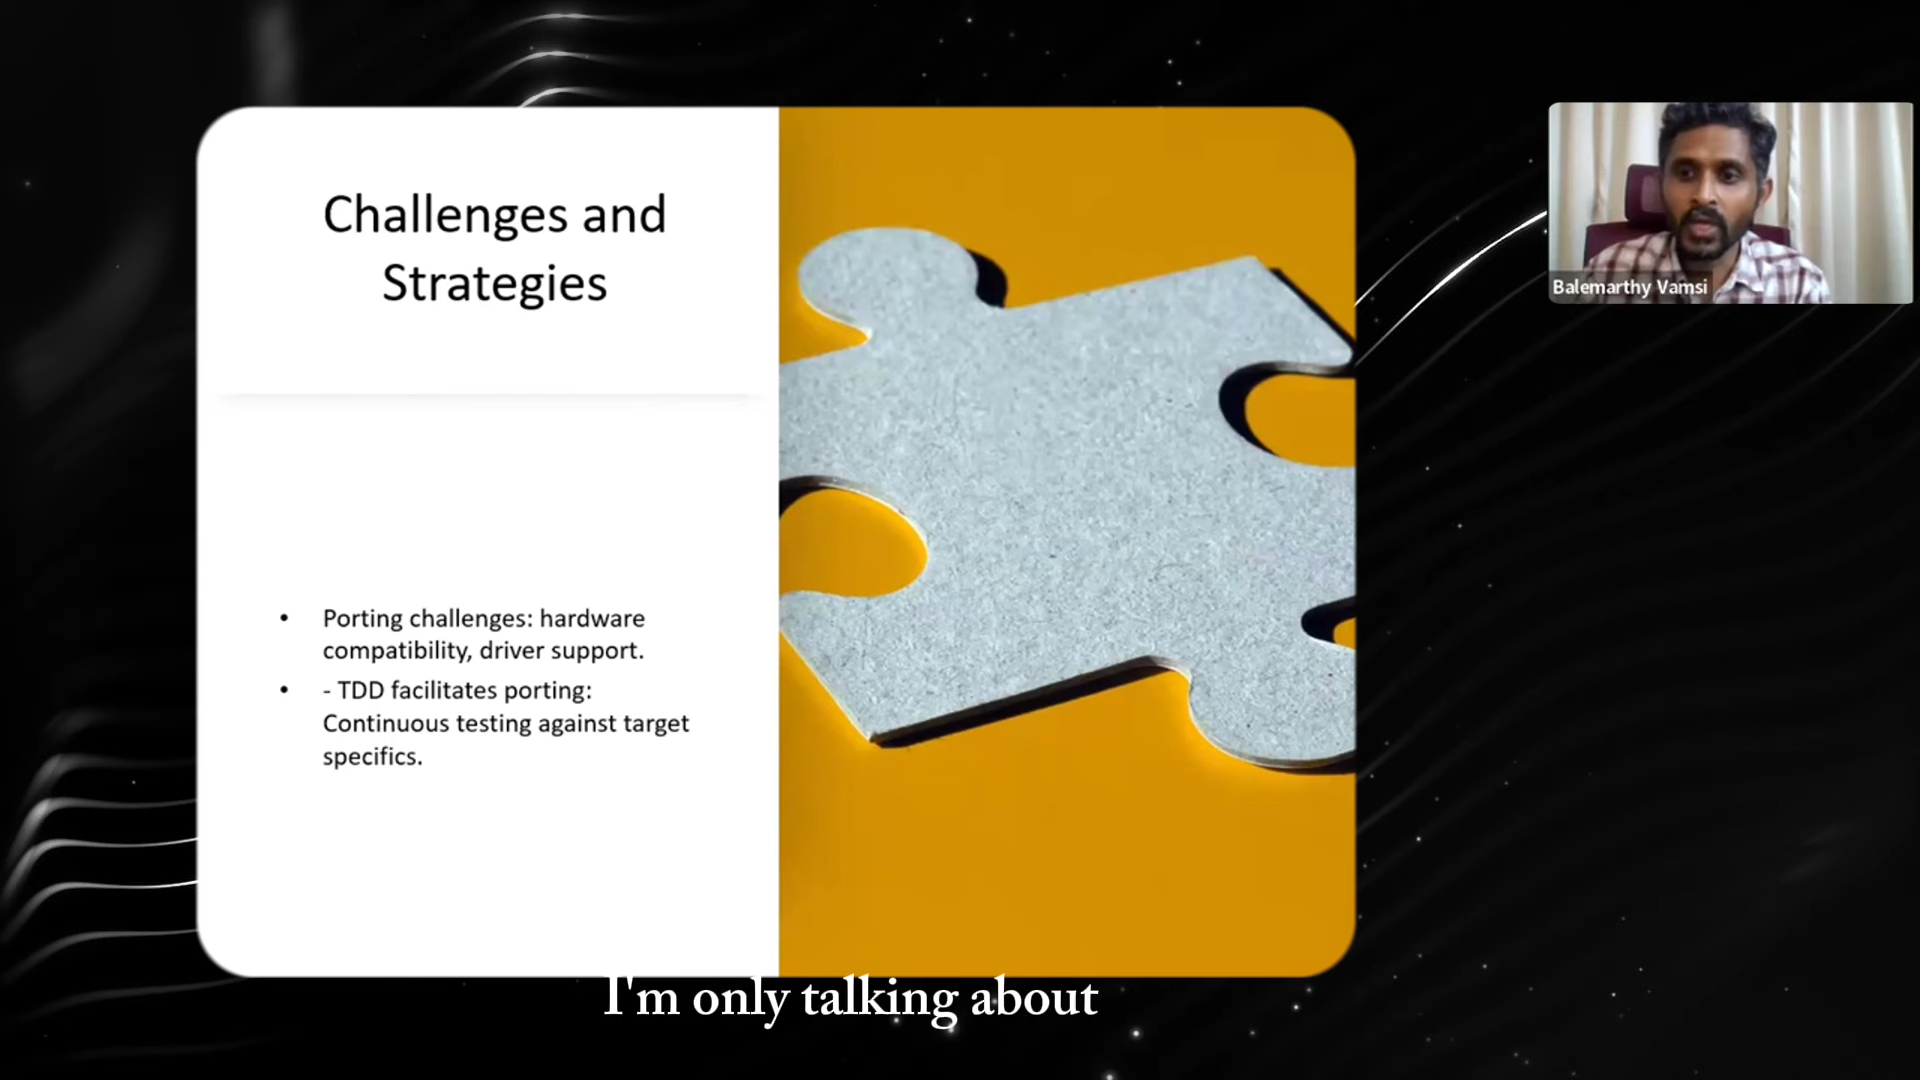 Challenges and
Strategies
• Porting challenges: hardware
compatibility, driver support.
• - TDD facilitates porting:
Continuous testing against target
specifics.
Balemarthy Vamsi
I'm only talking about